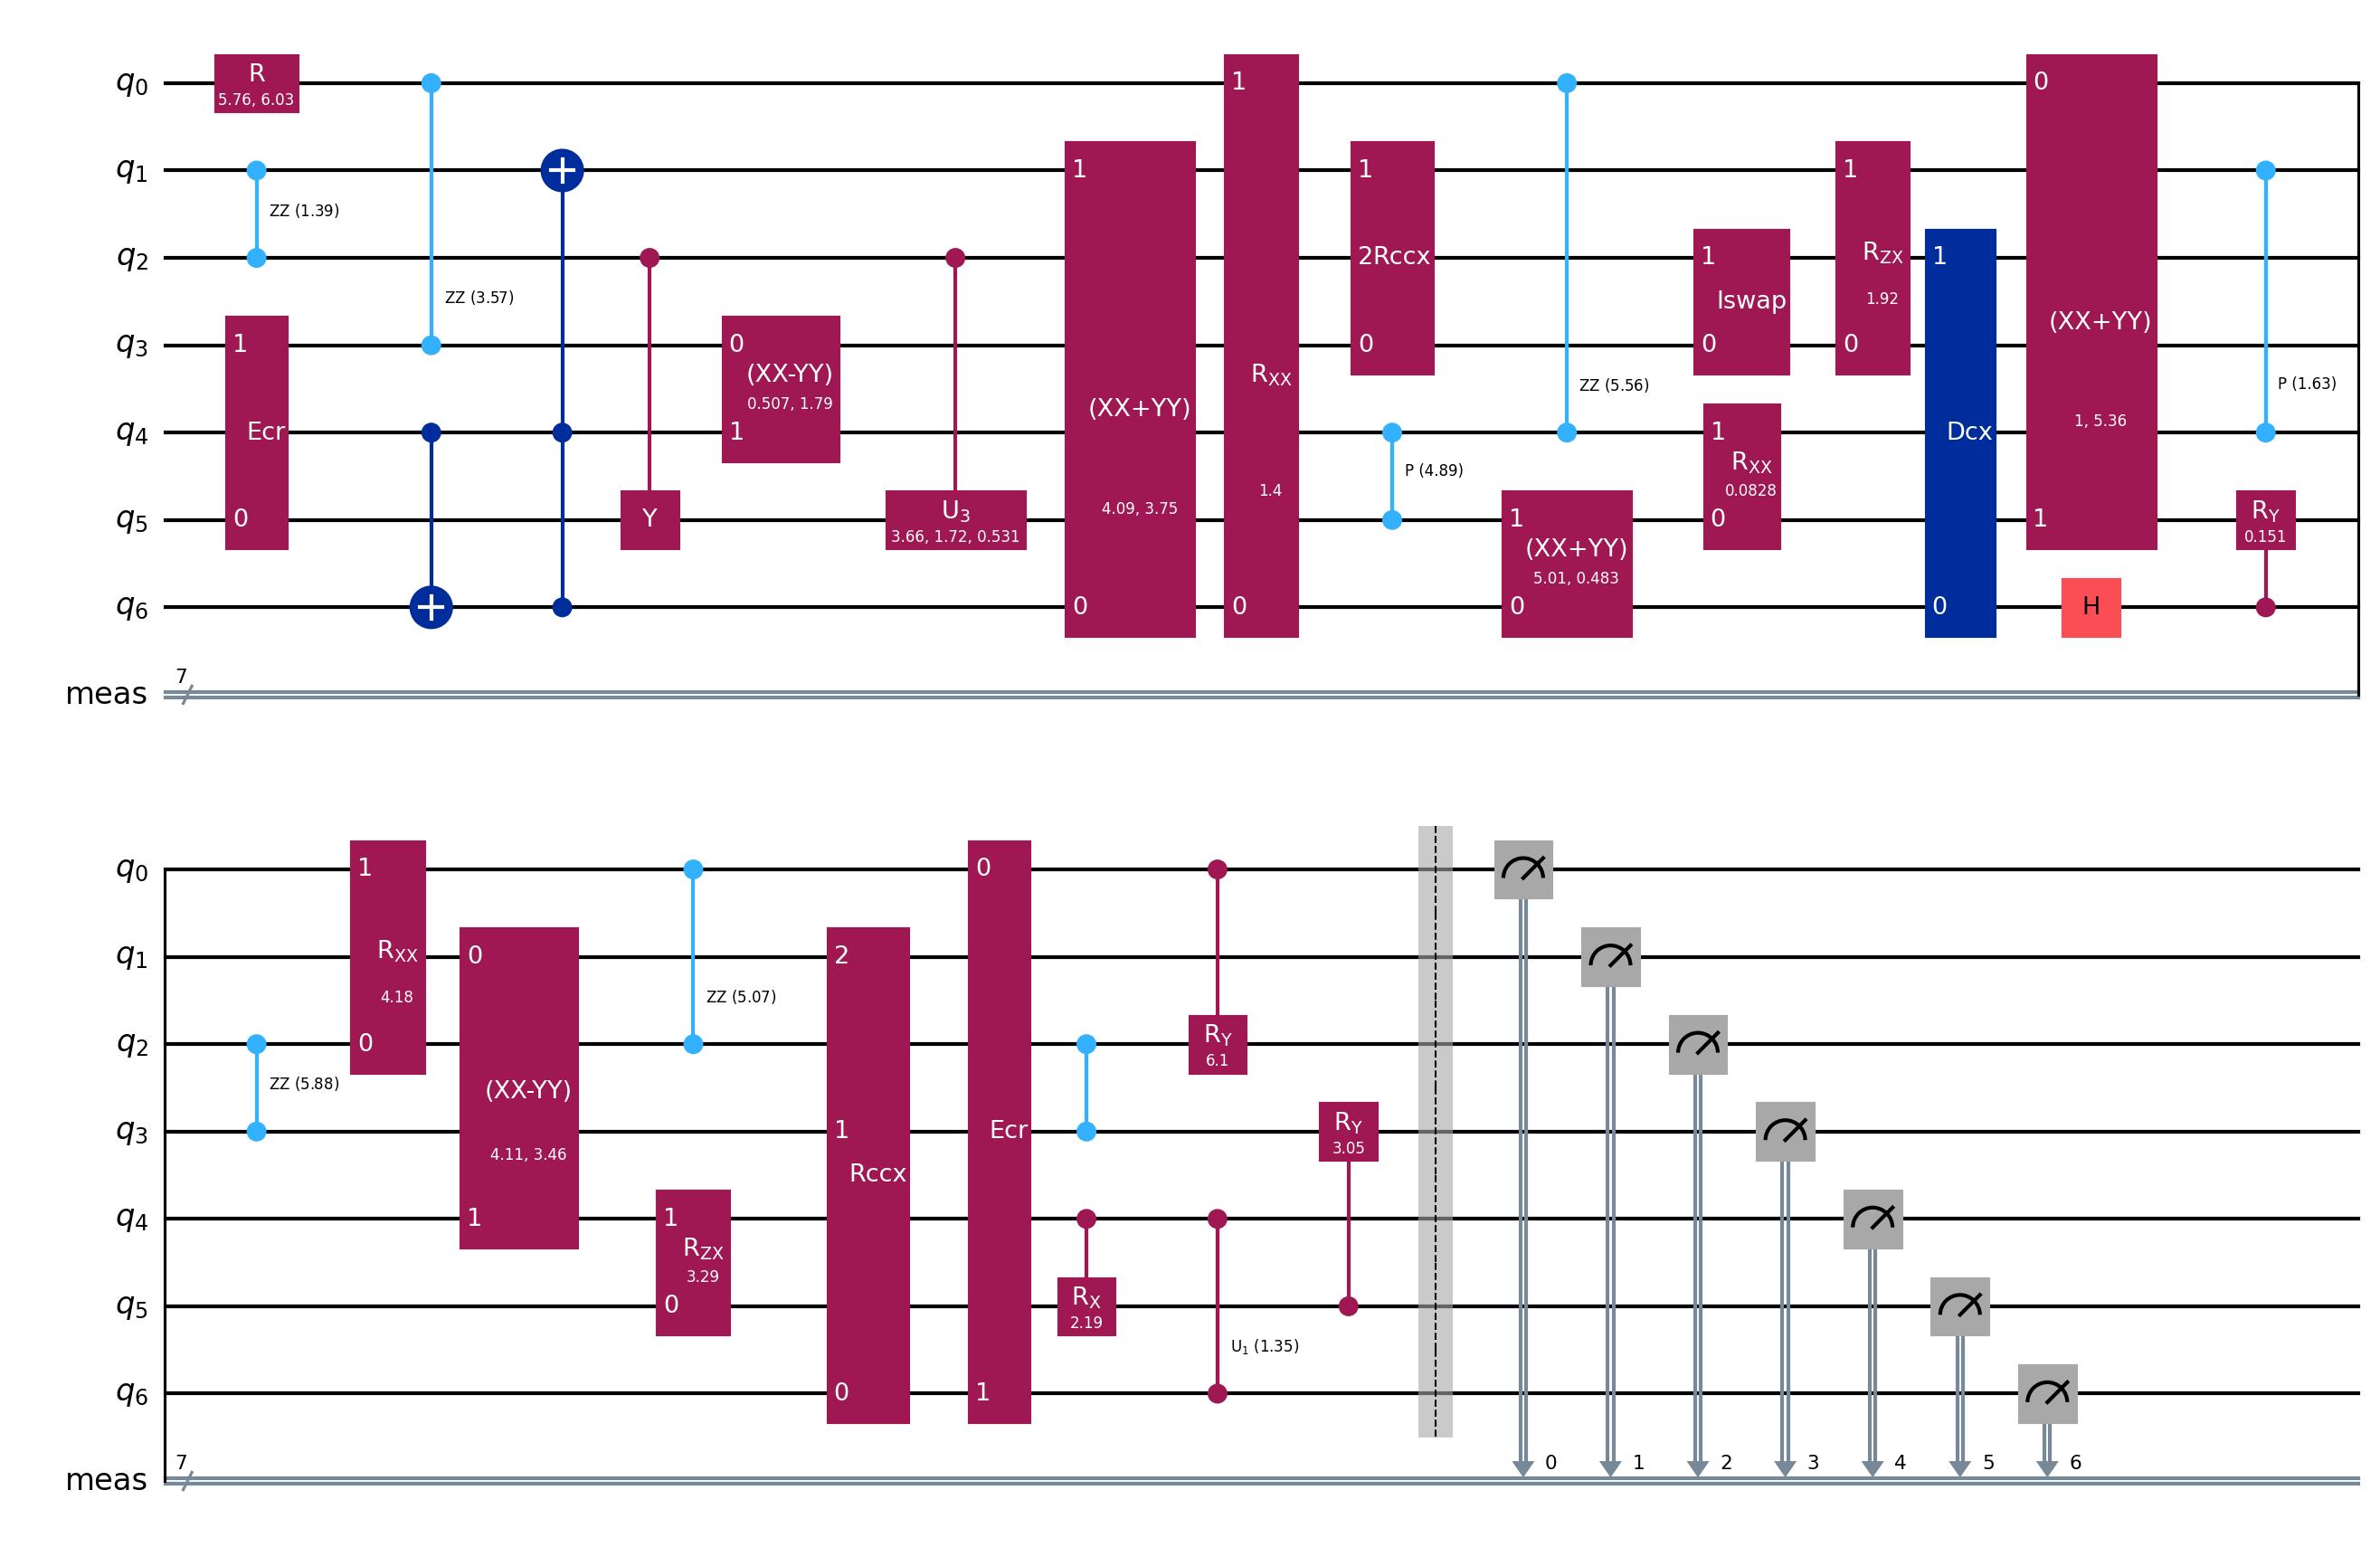 q0 R 5.76, 6.03 1 0 0
q1 ZZ (1.39) 1 1 1
q2 ZZ (3.57) 2Rccx 1 Iswap RZX 1.92 1
q3 1 0 (XX-YY) 0.507, 1.79 RXX 0 ZZ (5.56) 0 0 (XX+YY)
q4 Ecr 1 (XX+YY) P (4.89) 1 RXX 0.0828 Dcx 1, 5.36 P (1.63)
q5 0 Y U3 3.66, 1.72, 0.531 4.09, 3.75 1.4 1 (XX+YY) 5.01, 0.483 0 1 RY 0.151
q6 0 0 0 0 H
meas 7
q0 1 0
q1 RXX 4.18 0 ZZ (5.07) 2
q2 ZZ (5.88) 0 (XX-YY) RY 6.1
q3 4.11, 3.46 1 Rccx Ecr RY 3.05
q4 1 1 RZX 3.29
q5 0 RX 2.19 U1 (1.35)
q6 0 1
meas 7 0 1 2 3 4 5 6